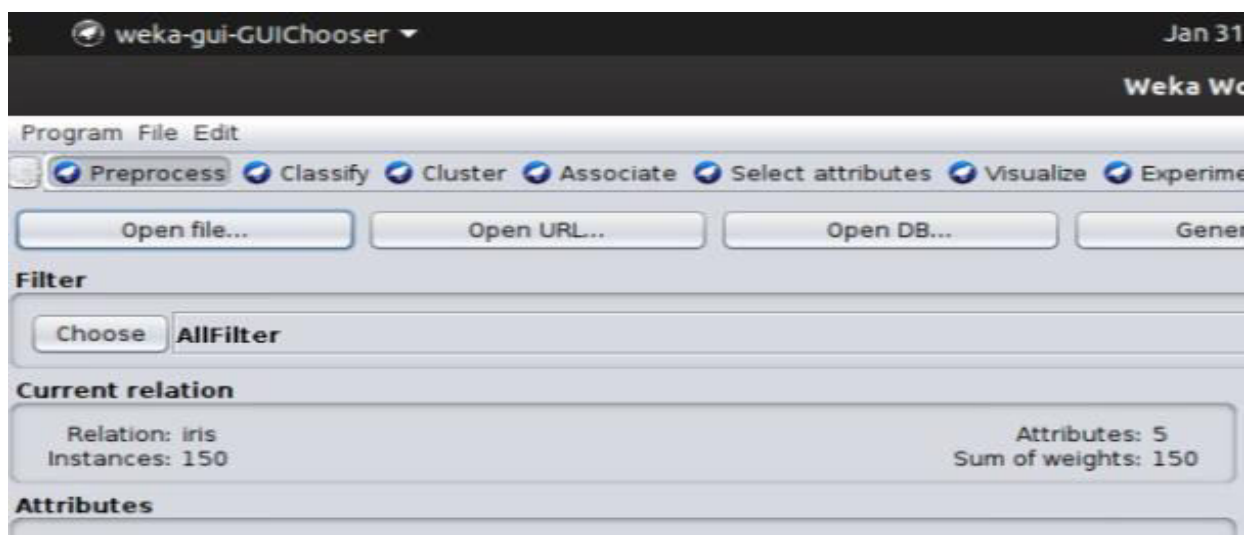 weka-gui-GUIChooser Jan 31
Weka Wo
Program File Edit
Preprocess Classify Cluster Associate Select attributes Visualize Experime
Open file... Open URL... Open DB... Gener
Filter
Choose AllFilter
Current relation
Relation: iris Attributes: 5
Instances: 150 Sum of weights: 150
Attributes